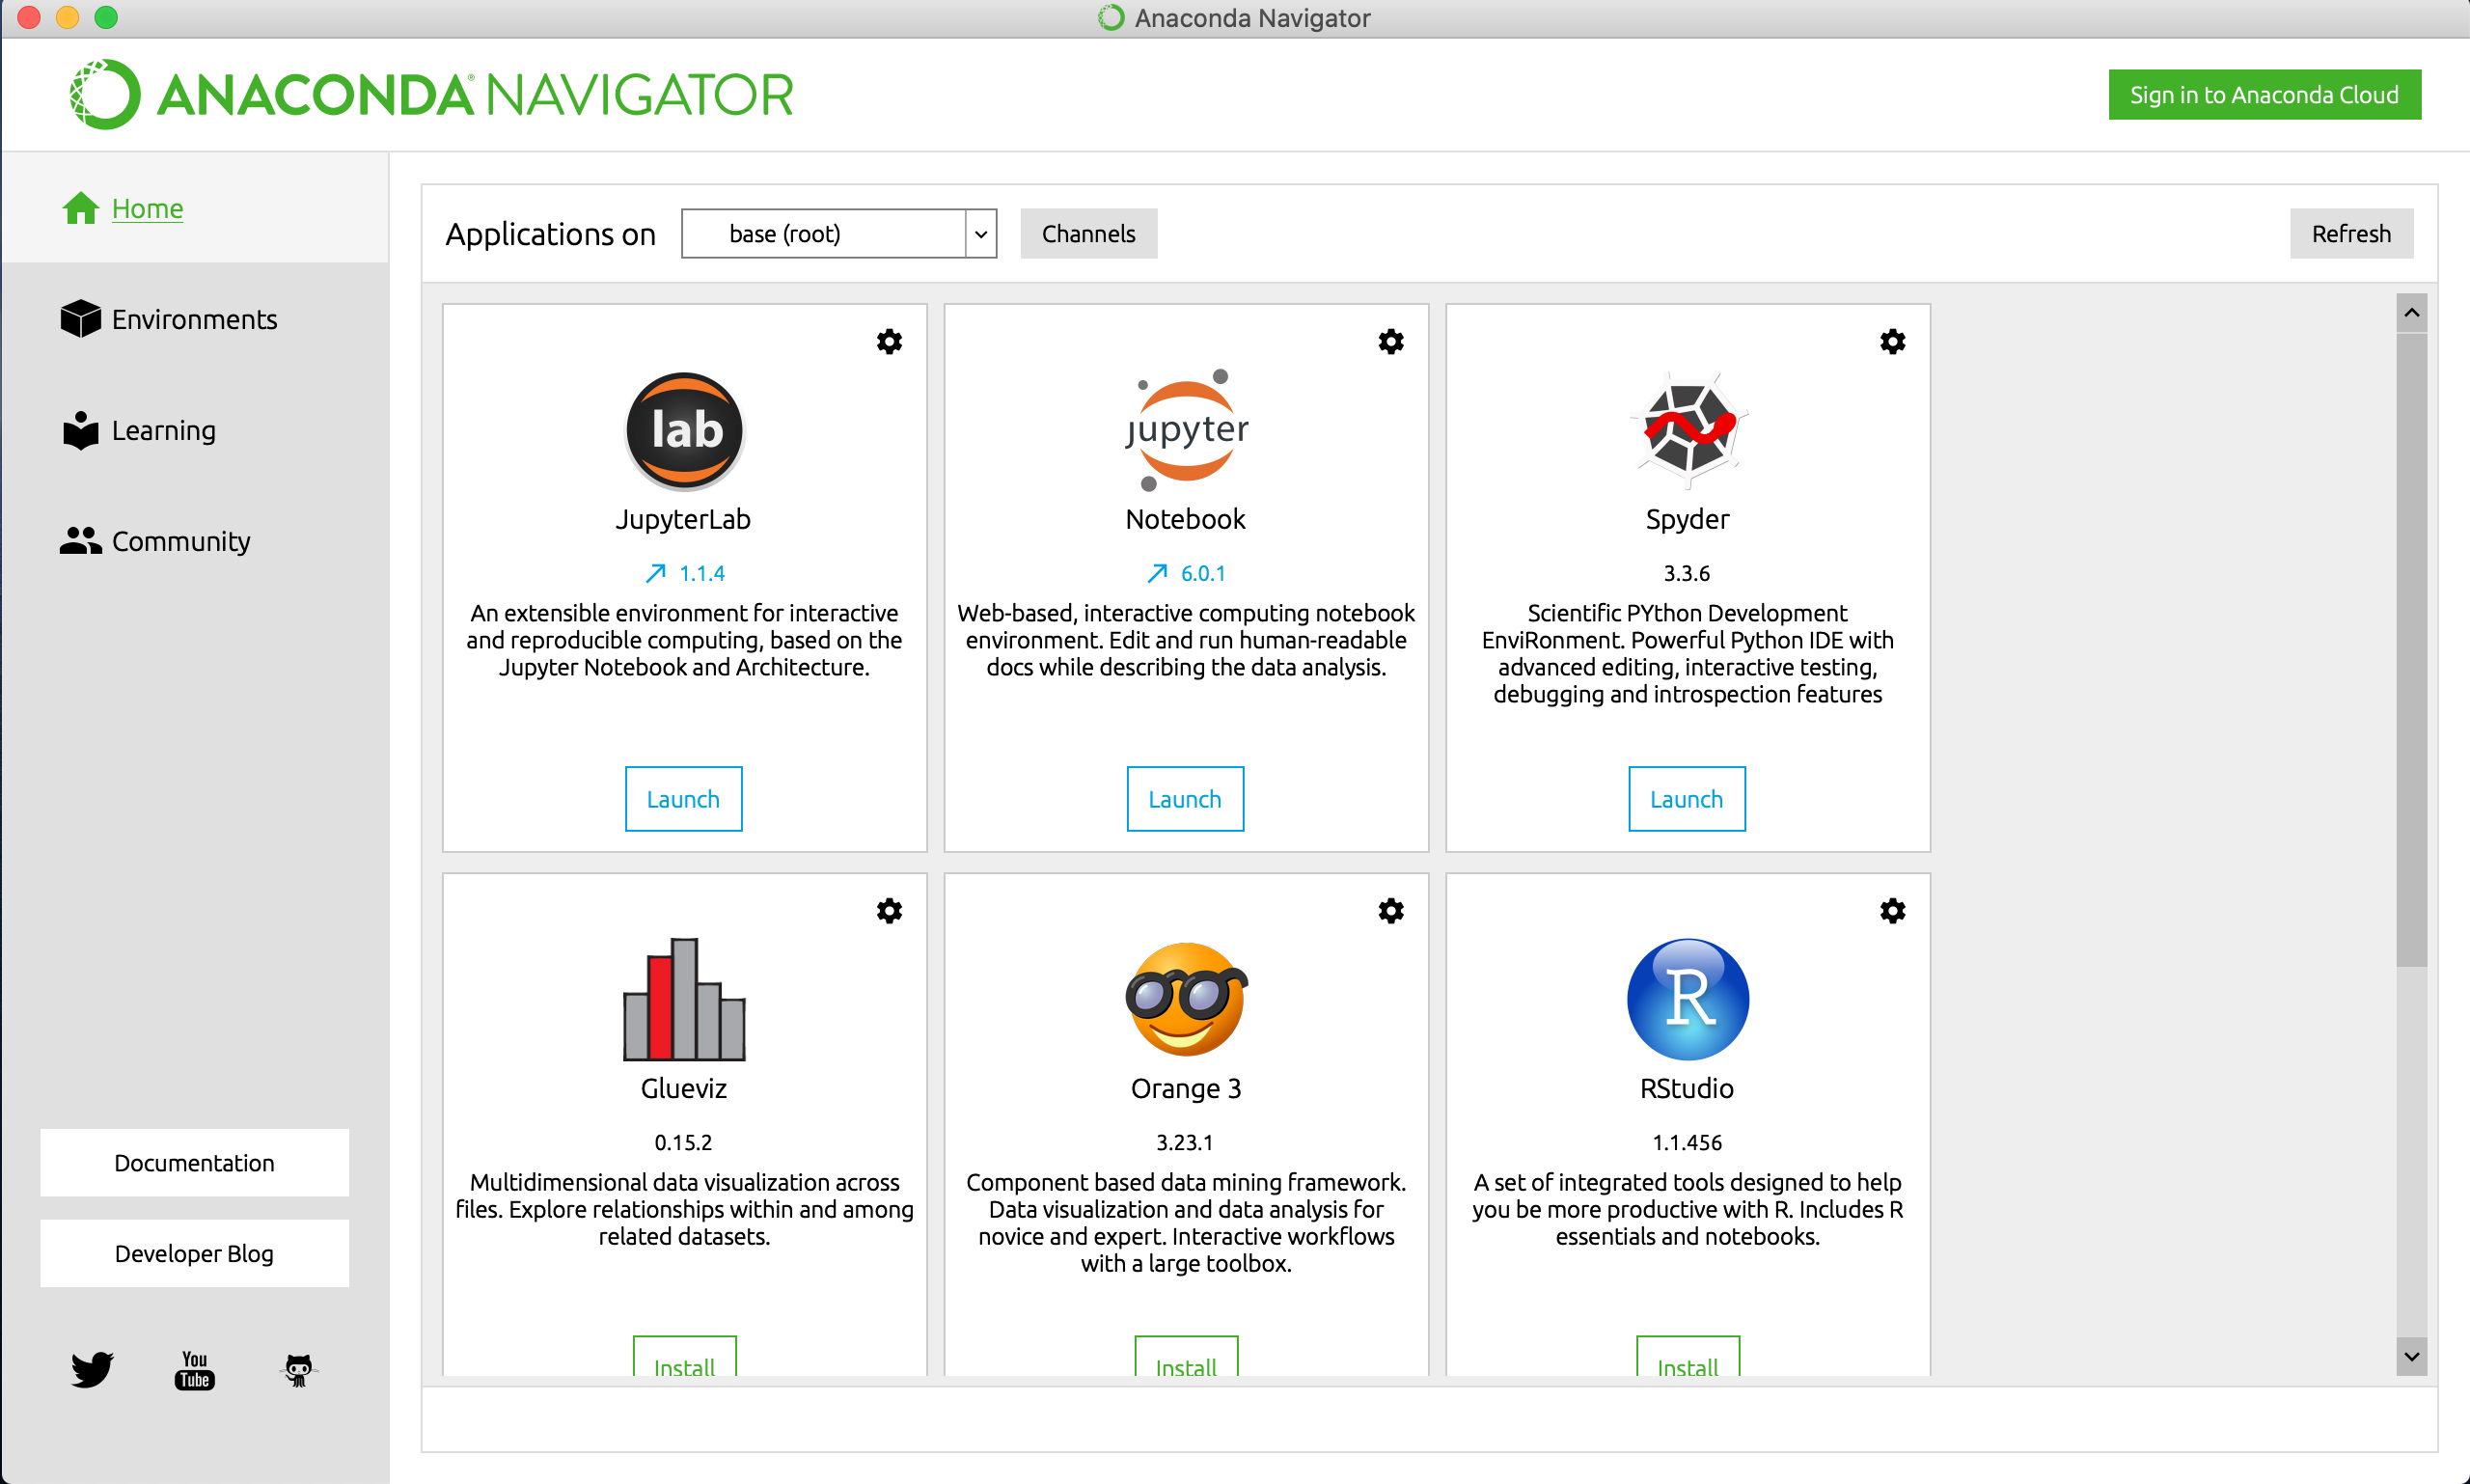 Anaconda Navigator
ANACONDA® NAVIGATOR
Sign in to Anaconda Cloud
Home
Environments
Learning
Community
Documentation
Developer Blog
You
Tube
Applications on
base (root)
Channels
Refresh
lab
JupyterLab
1.1.4
An extensible environment for interactive
and reproducible computing, based on the
Jupyter Notebook and Architecture.
Launch
jupyter
Notebook
6.0.1
Web-based, interactive computing notebook
environment. Edit and run human-readable
docs while describing the data analysis.
Launch
Spyder
3.3.6
Scientific PYthon Development
EnviRonment. Powerful Python IDE with
advanced editing, interactive testing,
debugging and introspection features
Launch
Glueviz
0.15.2
Multidimensional data visualization across
files. Explore relationships within and among
related datasets.
Install
Orange 3
3.23.1
Component based data mining framework.
Data visualization and data analysis for
novice and expert. Interactive workflows
with a large toolbox.
Install
R
RStudio
1.1.456
A set of integrated tools designed to help
you be more productive with R. Includes R
essentials and notebooks.
Install